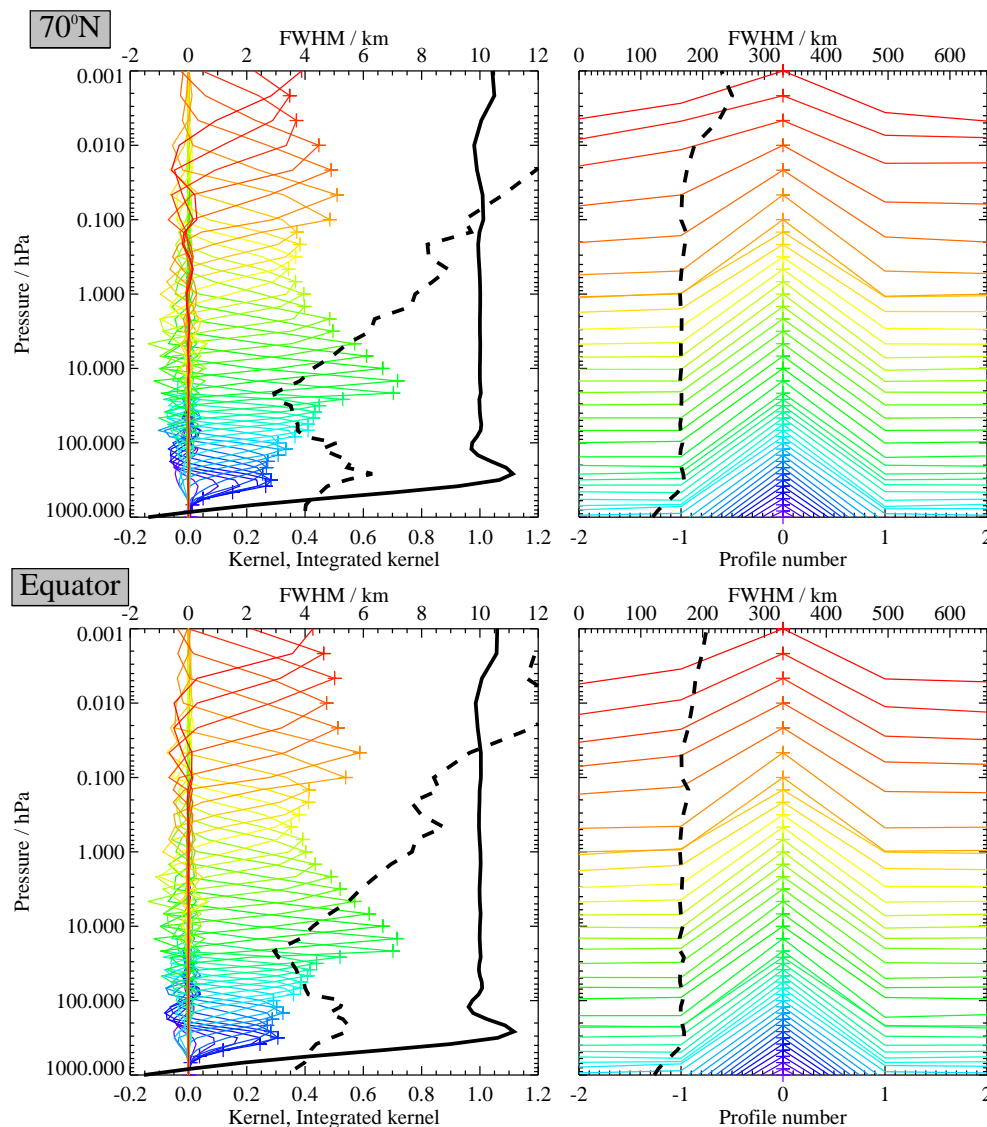 70⁰N
FWHM / km
-2 0 2 4 6 8 10 12
Pressure / hPa
0.001
0.010
0.100
1.000
10.000
100.000
1000.000
-0.2 0.0 0.2 0.4 0.6 0.8 1.0 1.2
Kernel, Integrated kernel
FWHM / km
0 100 200 300 400 500 600
-2 -1 0 1 2
Profile number
Equator
FWHM / km
-2 0 2 4 6 8 10 12
Pressure / hPa
0.001
0.010
0.100
1.000
10.000
100.000
1000.000
-0.2 0.0 0.2 0.4 0.6 0.8 1.0 1.2
Kernel, Integrated kernel
FWHM / km
0 100 200 300 400 500 600
-2 -1 0 1 2
Profile number